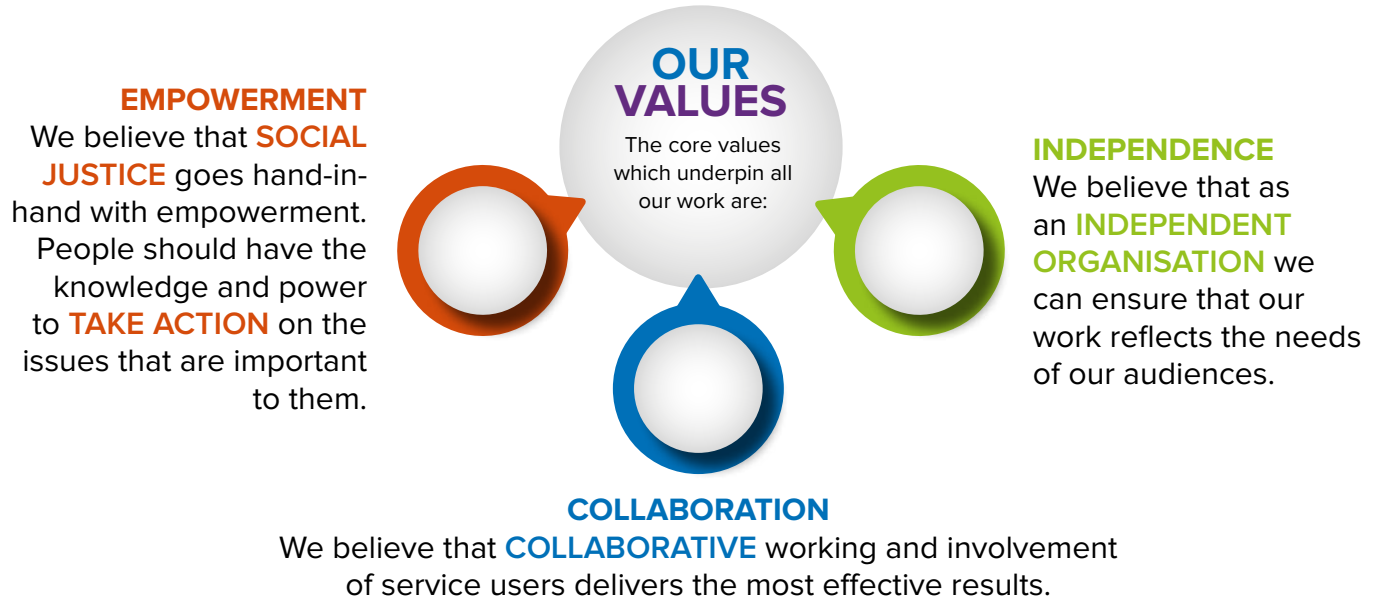 OUR
VALUES
The core values
which underpin all
our work are:
EMPOWERMENT
We believe that SOCIAL
JUSTICE goes hand-in-
hand with empowerment.
People should have the
knowledge and power
to TAKE ACTION on the
issues that are important
to them.
INDEPENDENCE
We believe that as
an INDEPENDENT
ORGANISATION we
can ensure that our
work reflects the needs
of our audiences.
COLLABORATION
We believe that COLLABORATIVE working and involvement
of service users delivers the most effective results.